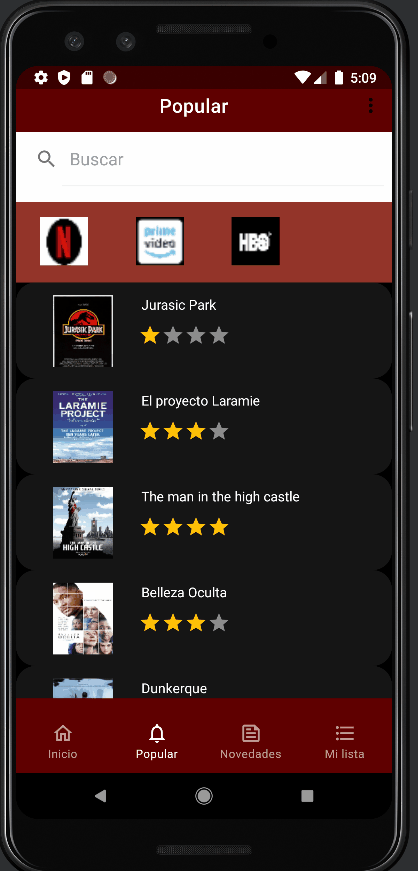 5:09
Popular
Buscar
N
prime
video
HBO
Jurasic Park
JURASSIC PARK
El proyecto Laramie
THE
LARAMIE
PROJECT
The man in the high castle
HIGH CASTLE
Belleza Oculta
Dunkerque
Inicio
Popular
Novedades
Mi lista